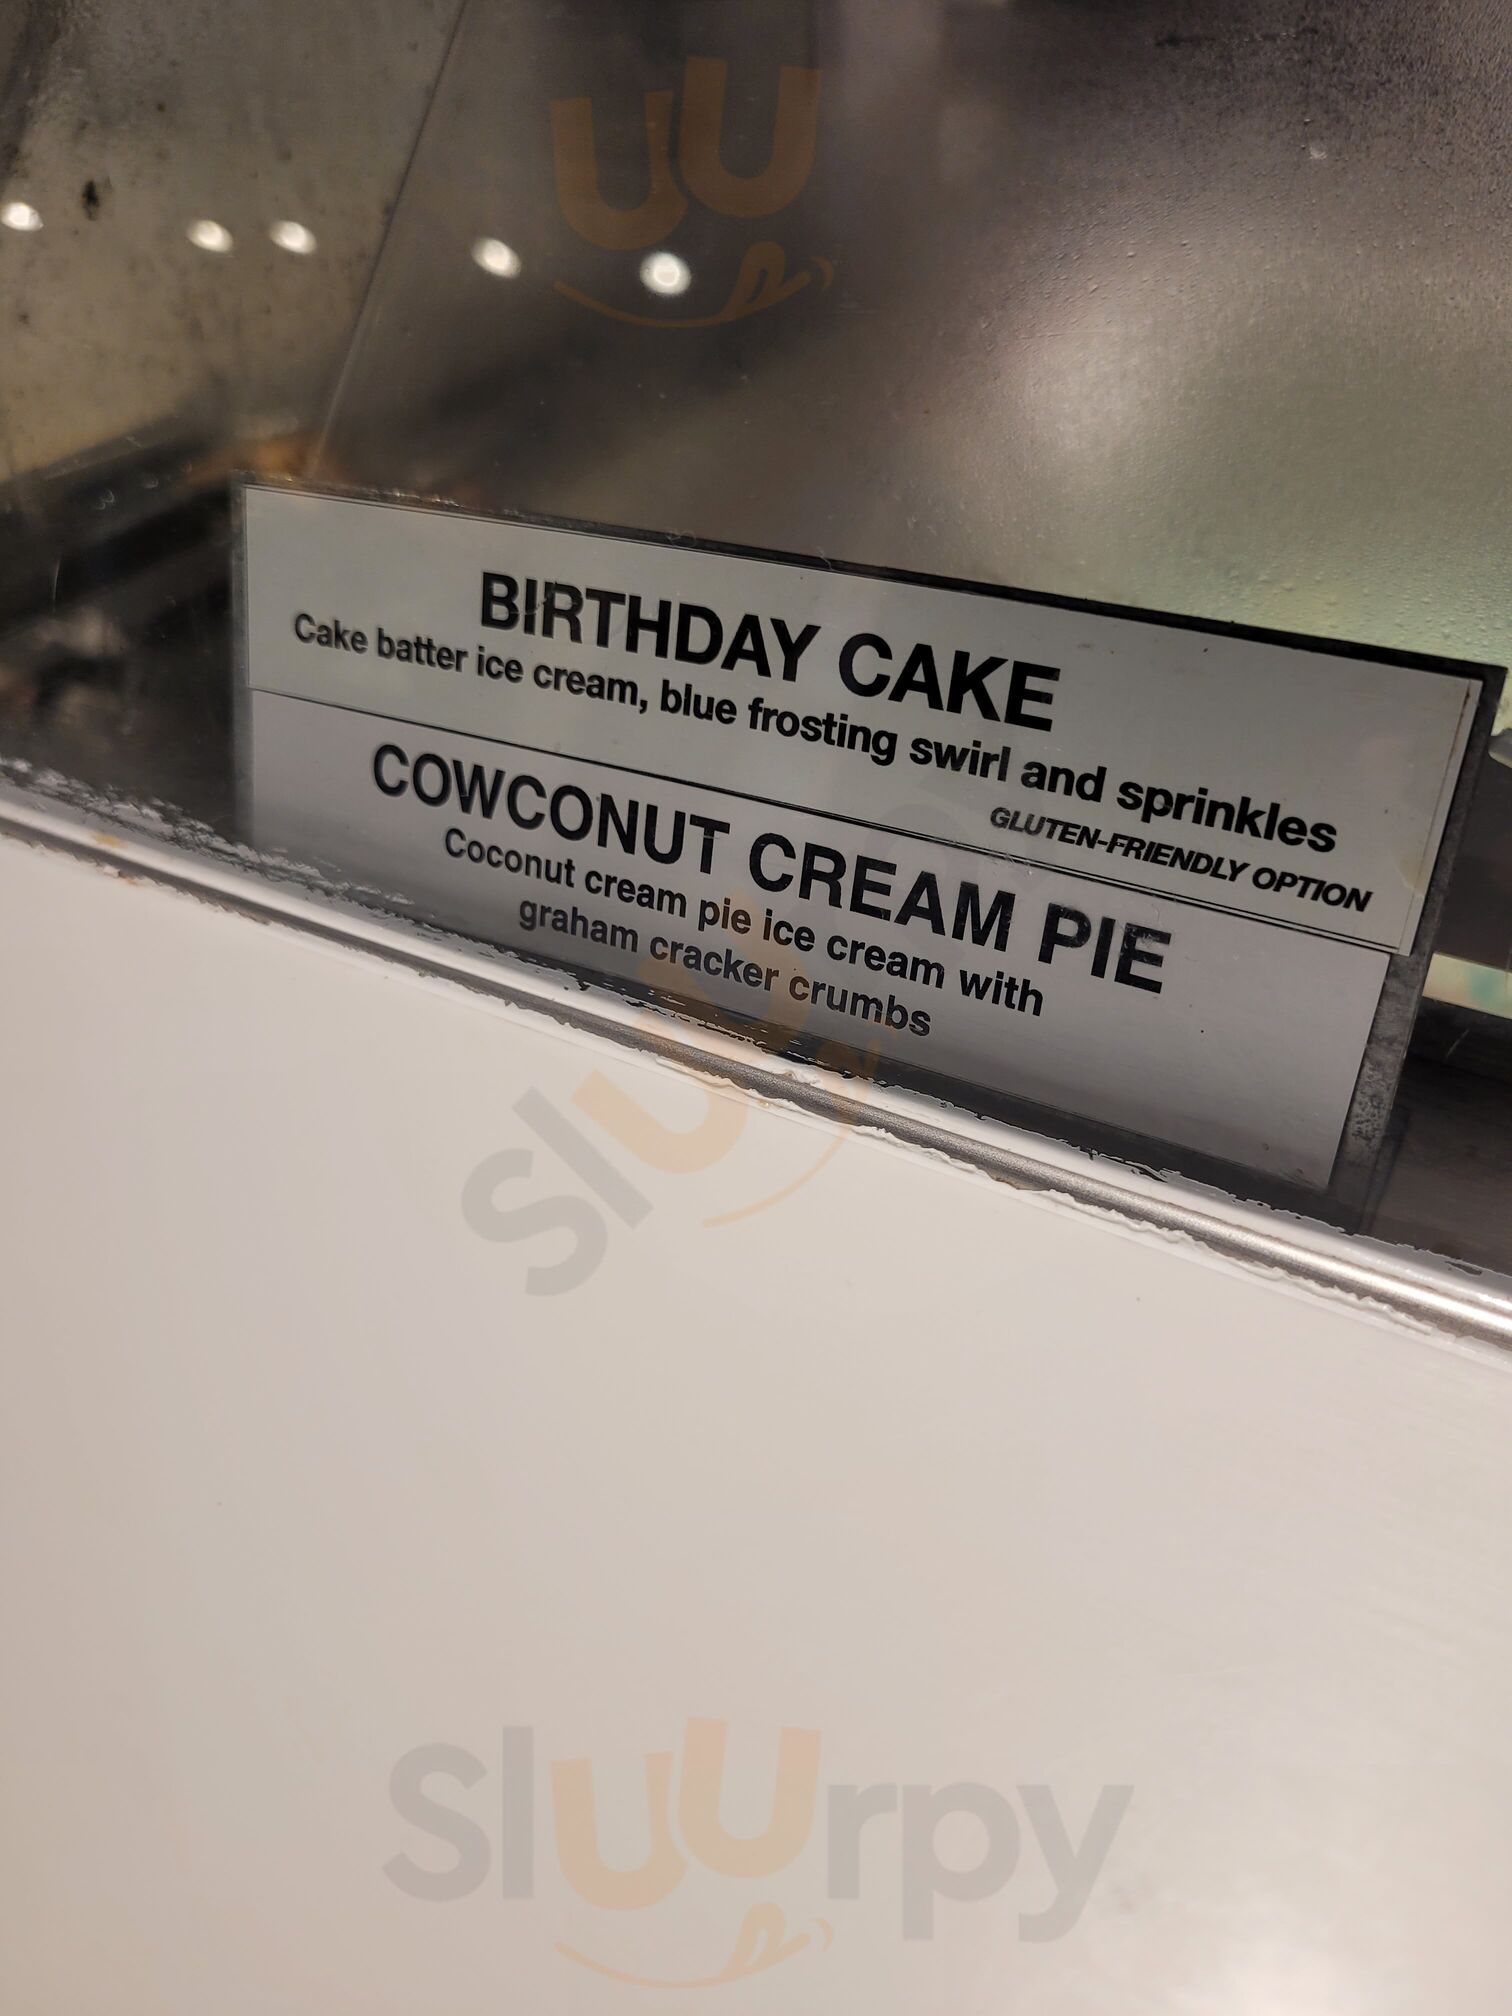 BIRTHDAY CAKE
Cake batter ice cream, blue frosting swirl and sprinkles
GLUTEN-FRIENDLY OPTION
COWCONUT CREAM PIE
Coconut cream pie ice cream with
graham cracker crumbs
Sluurpy